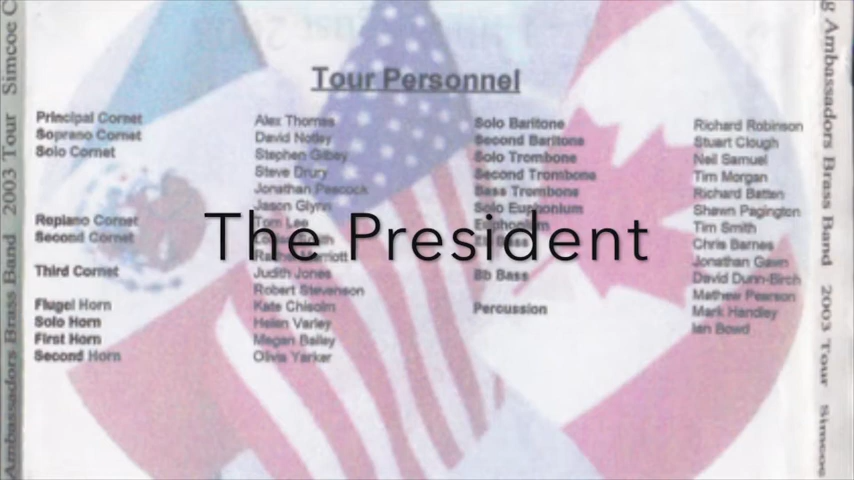 Tour Personnel
Principal Cornet Alex Thomas
Soprano Cornet David Notley
Solo Cornet Stephen Gibey
Steve Drury
Jonathan Peacock
Jason Glynn
Repiano Cornet Tom Lee
Second Cornet
Third Cornet Judith Jones
Robert Stevenson
Flugel Horn Kate Chisolm
Solo Horn Helen Varley
First Horn Megan Bailey
Second Horn Olivia Yarker
Solo Baritone Richard Robinson
Second Baritone Stuart Clough
Solo Trombone Neil Samuel
Second Trombone Tim Morgan
Bass Trombone Richard Batten
Solo Euphonium Shawn Pagington
Tim Smith
Chris Barnes
Jonathan Gawn
Bb Bass David Dunn-Birch
Mathew Pearson
Percussion Mark Handley
Ian Bowd
The President
Ambassadors Brass Band 2003 Tour Simcoe C
g Ambassadors Brass Band 2003 Tour Simcoe